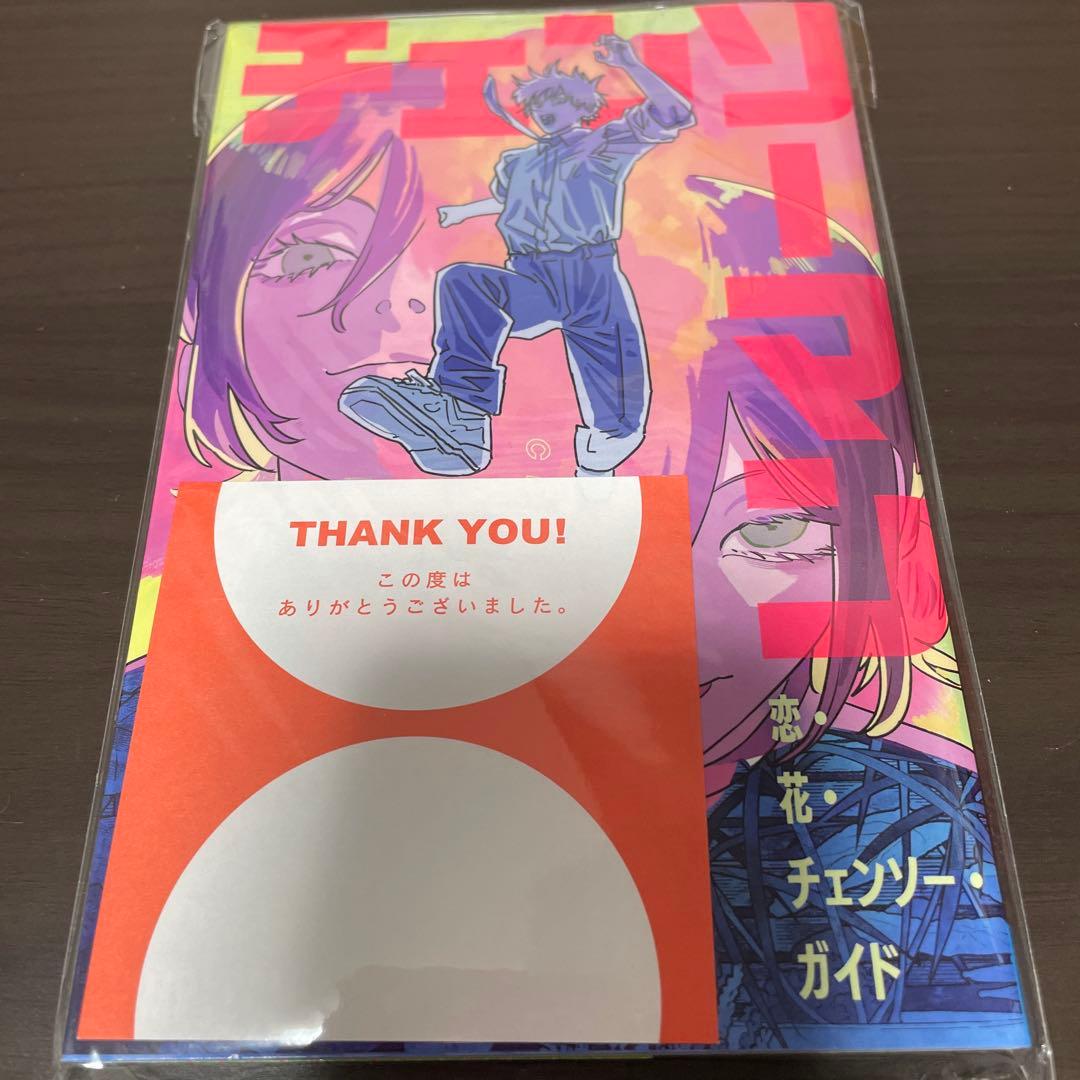 チェンソーマン
THANK YOU!
この度は
ありがとうございました。
恋・
花・
チェンソー・
ガイド